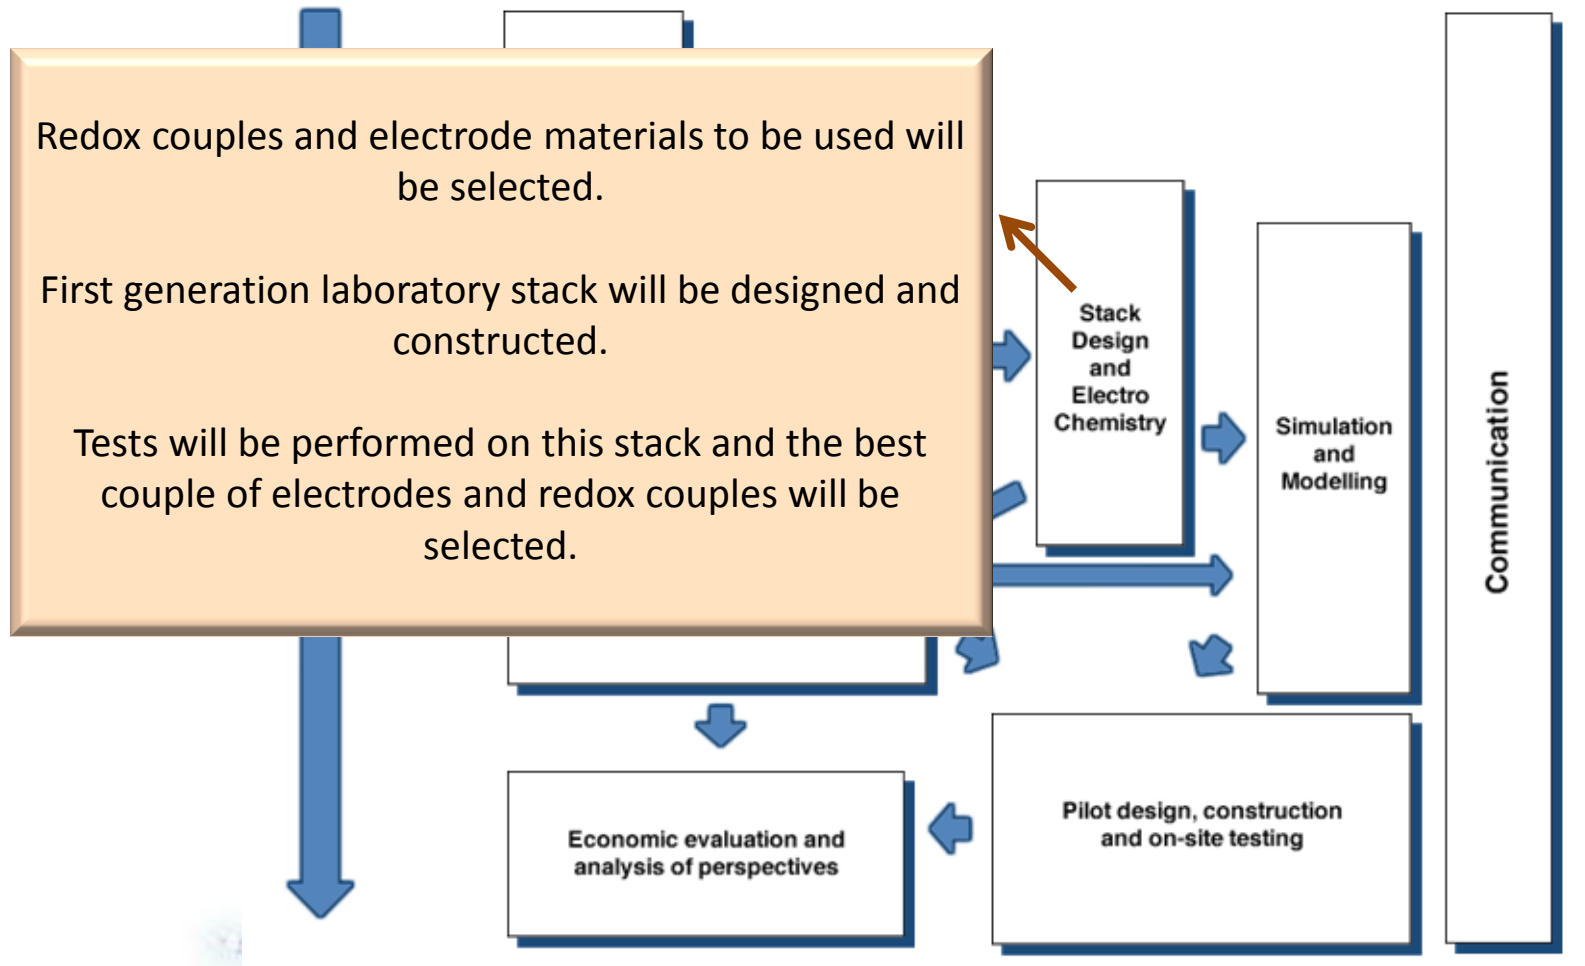 Redox couples and electrode materials to be used will
be selected.
First generation laboratory stack will be designed and
constructed.
Tests will be performed on this stack and the best
couple of electrodes and redox couples will be
selected.
Stack
Design
and
Electro
Chemistry
Simulation
and
Modelling
Communication
Economic evaluation and
analysis of perspectives
Pilot design, construction
and on-site testing